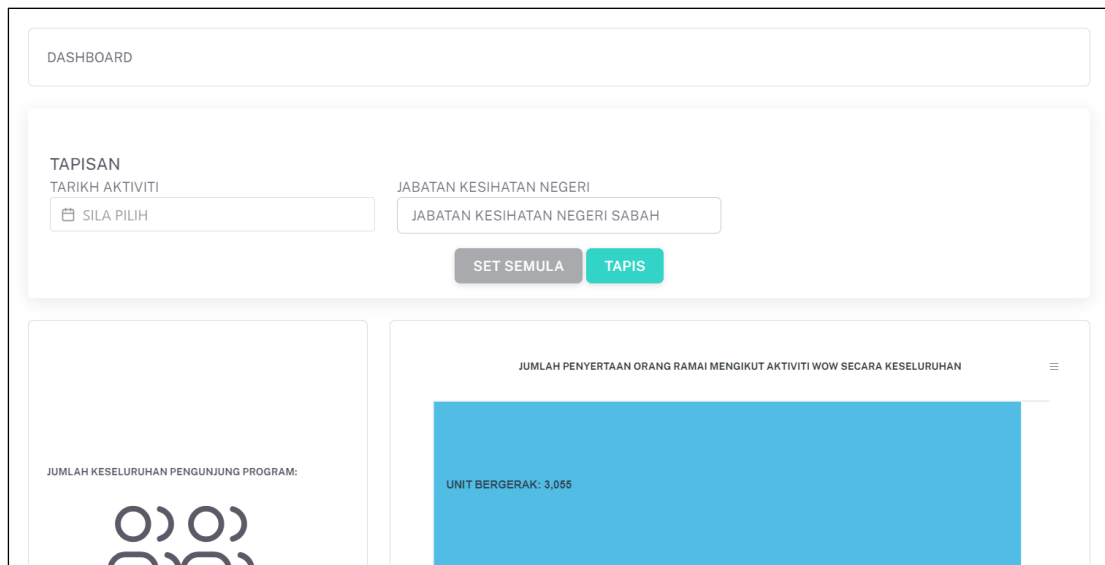 DASHBOARD
TAPISAN
TARIKH AKTIVITI
SILA PILIH
JABATAN KESIHATAN NEGERI
JABATAN KESIHATAN NEGERI SABAH
SET SEMULA
TAPIS
JUMLAH KESELURUHAN PENGUNJUNG PROGRAM:
JUMLAH PENYERTAAN ORANG RAMAI MENGIKUT AKTIVITI WOW SECARA KESELURUHAN
UNIT BERGERAK: 3,055